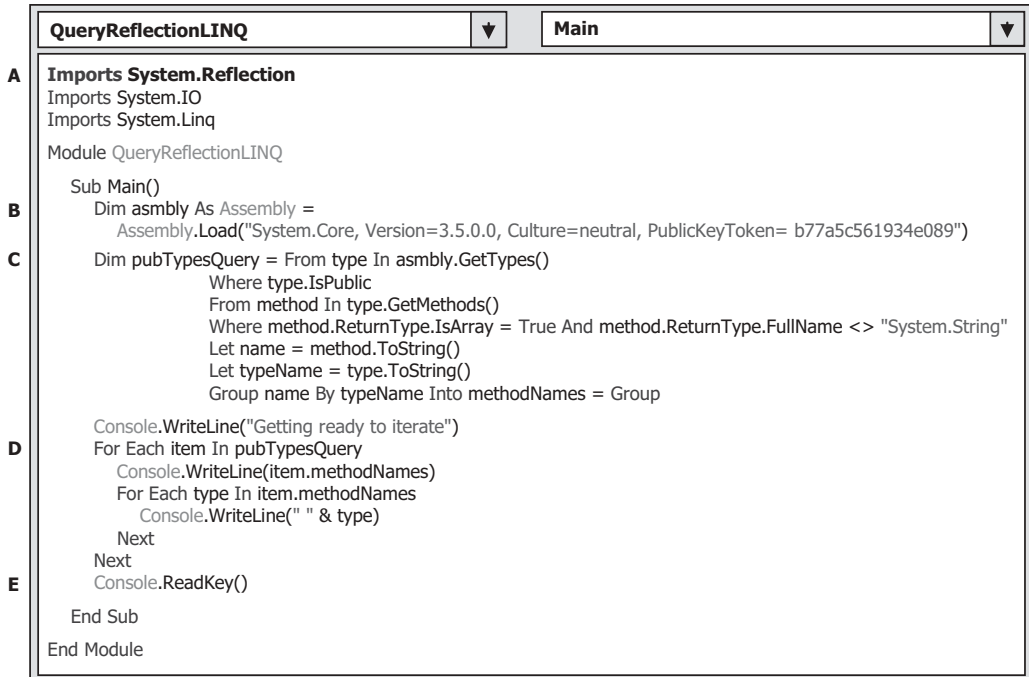 QueryReflectionLINQ Main
A Imports System.Reflection
Imports System.IO
Imports System.Linq
Module QueryReflectionLINQ
Sub Main()
B Dim asmbly As Assembly =
Assembly.Load("System.Core, Version=3.5.0.0, Culture=neutral, PublicKeyToken= b77a5c561934e089")
C Dim pubTypesQuery = From type In asmbly.GetTypes()
Where type.IsPublic
From method In type.GetMethods()
Where method.ReturnType.IsArray = True And method.ReturnType.FullName <> "System.String"
Let name = method.ToString()
Let typeName = type.ToString()
Group name By typeName Into methodNames = Group
Console.WriteLine("Getting ready to iterate")
D For Each item In pubTypesQuery
Console.WriteLine(item.methodNames)
For Each type In item.methodNames
Console.WriteLine(" " & type)
Next
Next
E Console.ReadKey()
End Sub
End Module